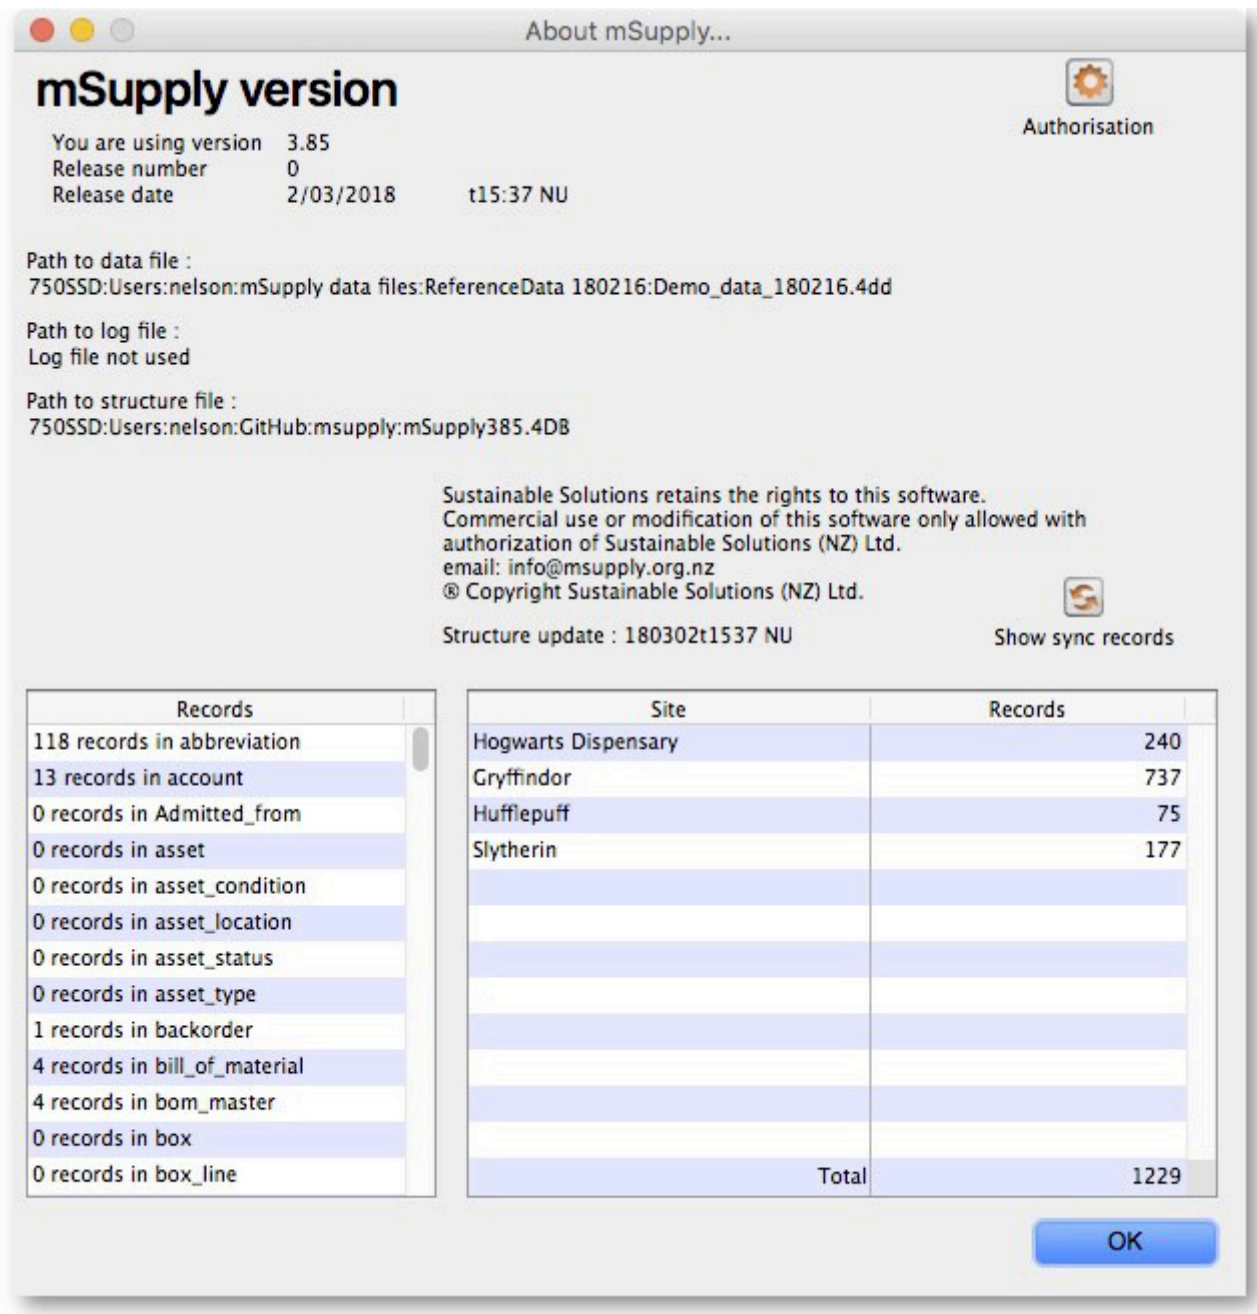 About mSupply...
mSupply version
Authorisation
You are using version 3.85
Release number 0
Release date 2/03/2018 t15:37 NU
Path to data file :
750SSD:Users:nelson:mSupply data files:ReferenceData 180216:Demo_data_180216.4dd
Path to log file :
Log file not used
Path to structure file :
750SSD:Users:nelson:GitHub:msupply:mSupply385.4DB
Sustainable Solutions retains the rights to this software.
Commercial use or modification of this software only allowed with
authorization of Sustainable Solutions (NZ) Ltd.
email: info@msupply.org.nz
® Copyright Sustainable Solutions (NZ) Ltd.
Structure update : 180302t1537 NU
Show sync records
Records
118 records in abbreviation
13 records in account
0 records in Admitted_from
0 records in asset
0 records in asset_condition
0 records in asset_location
0 records in asset_status
0 records in asset_type
1 records in backorder
4 records in bill_of_material
4 records in bom_master
0 records in box
0 records in box_line
Site Records
Hogwarts Dispensary 240
Gryffindor 737
Hufflepuff 75
Slytherin 177
Total 1229
OK